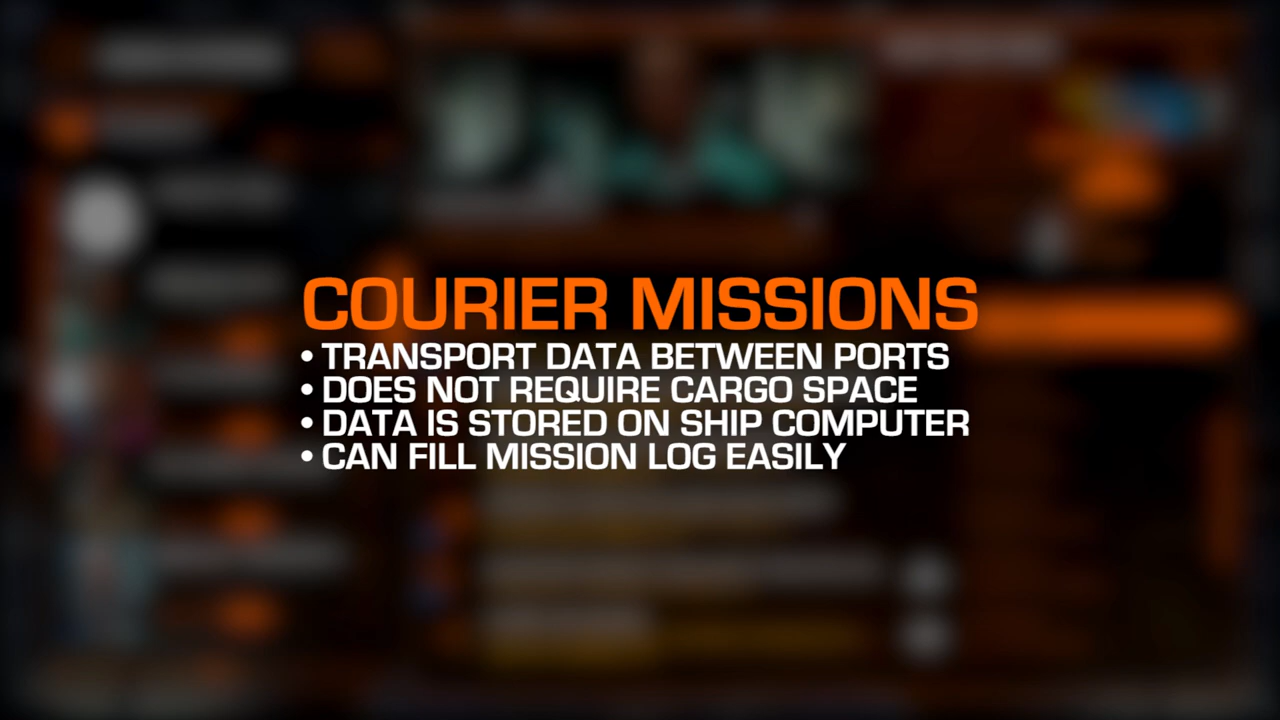 COURIER MISSIONS
• TRANSPORT DATA BETWEEN PORTS
• DOES NOT REQUIRE CARGO SPACE
• DATA IS STORED ON SHIP COMPUTER
• CAN FILL MISSION LOG EASILY